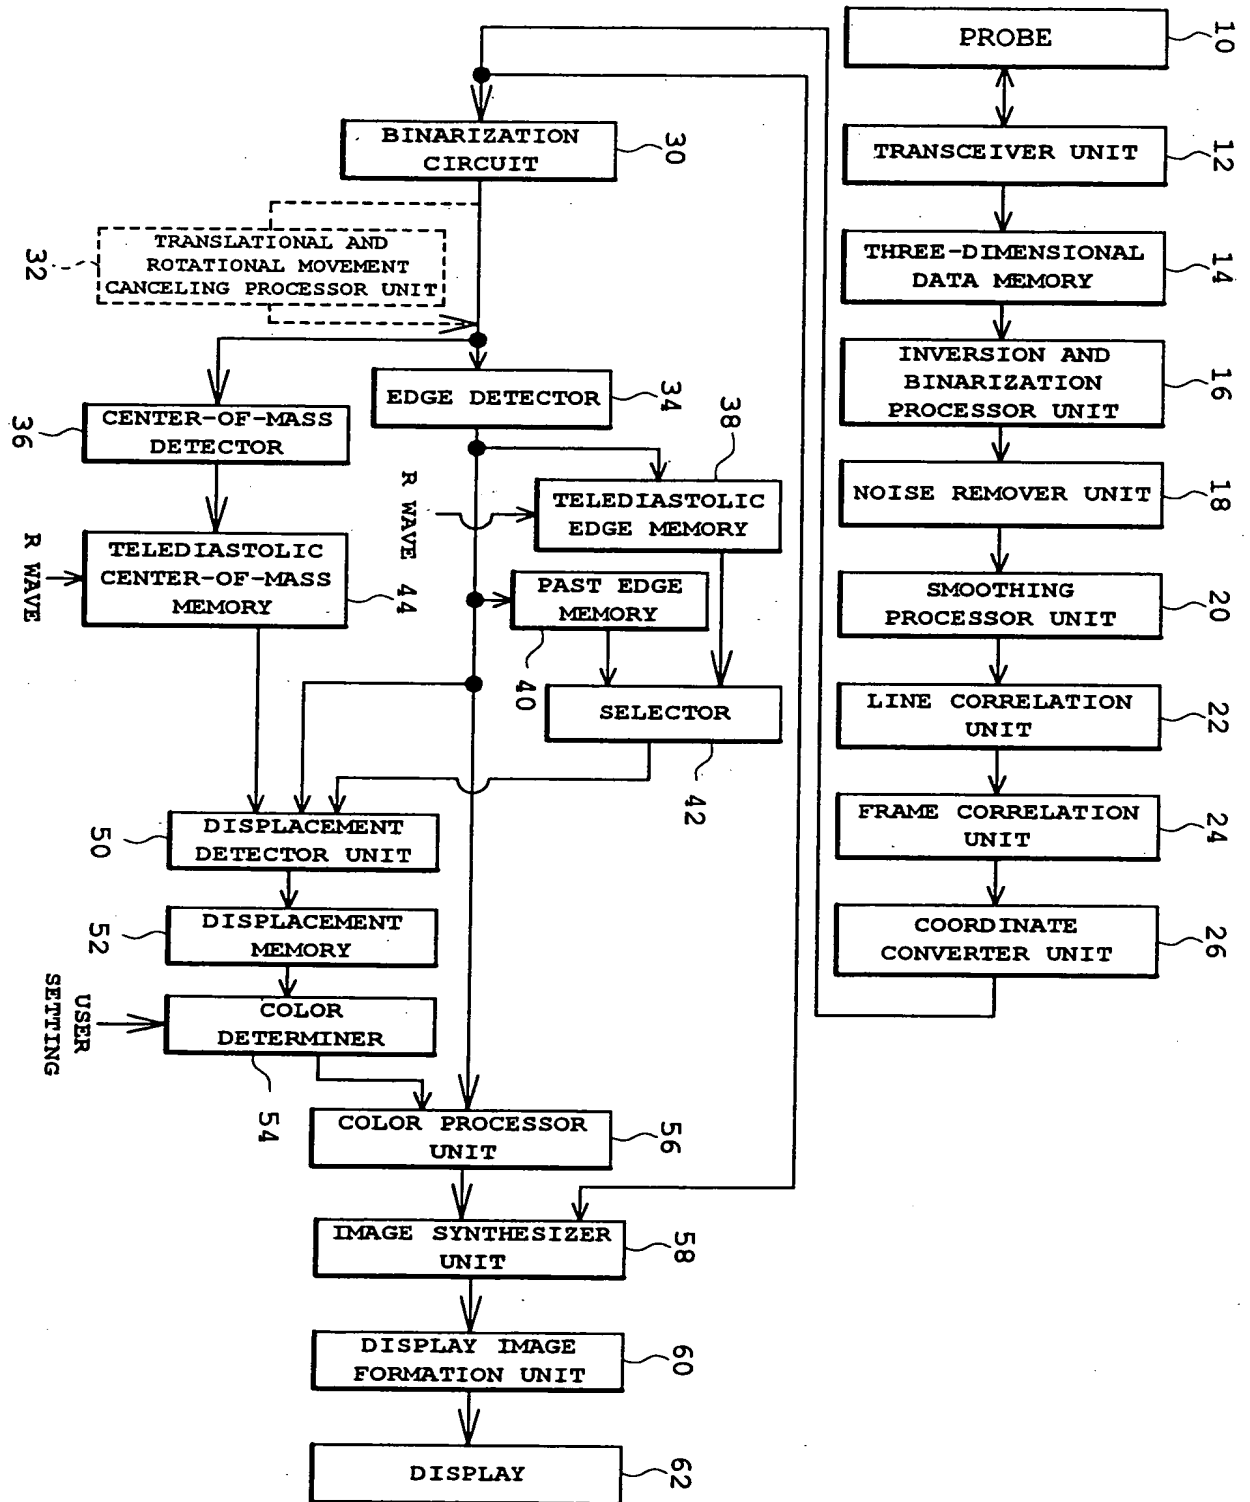 PROBE
10
TRANSCEIVER UNIT
12
THREE-DIMENSIONAL
DATA MEMORY
14
INVERSION AND
BINARIZATION
PROCESSOR UNIT
16
NOISE REMOVER UNIT
18
SMOOTHING
PROCESSOR UNIT
20
LINE CORRELATION
UNIT
22
FRAME CORRELATION
UNIT
24
COORDINATE
CONVERTER UNIT
26
BINARIZATION
CIRCUIT
30
TRANSLATIONAL AND
ROTATIONAL MOVEMENT
CANCELING PROCESSOR UNIT
32
EDGE DETECTOR
34
CENTER-OF-MASS
DETECTOR
36
TELEDIASTOLIC
EDGE MEMORY
38
R WAVE
PAST EDGE
MEMORY
40
SELECTOR
42
TELEDIASTOLIC
CENTER-OF-MASS
MEMORY
44
R WAVE
DISPLACEMENT
DETECTOR UNIT
50
DISPLACEMENT
MEMORY
52
COLOR
DETERMINER
54
USER
SETTING
COLOR PROCESSOR
UNIT
56
IMAGE SYNTHESIZER
UNIT
58
DISPLAY IMAGE
FORMATION UNIT
60
DISPLAY
62